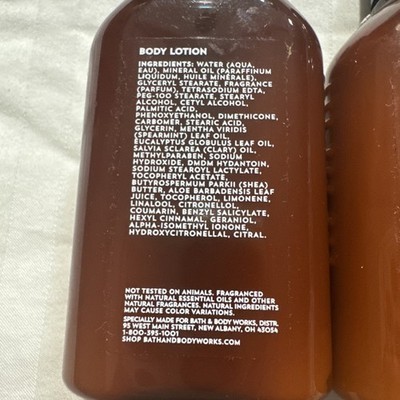 BODY LOTION
INGREDIENTS: WATER (AQUA,
EAU), MINERAL OIL (PARAFFINUM
LIQUIDUM, HUILE MINÉRALE),
GLYCERYL STEARATE, FRAGRANCE
(PARFUM), TETRASODIUM EDTA,
PEG-100 STEARATE, STEARYL
ALCOHOL, CETYL ALCOHOL,
PALMITIC ACID,
PHENOXYETHANOL, DIMETHICONE,
CARBOMER, STEARIC ACID,
GLYCERIN, MENTHA VIRIDIS
(SPEARMINT) LEAF OIL,
EUCALYPTUS GLOBULUS LEAF OIL,
SALVIA SCLAREA (CLARY) OIL,
METHYLPARABEN, SODIUM
HYDROXIDE, DMDM HYDANTOIN,
SODIUM STEAROYL LACTYLATE,
TOCOPHERYL ACETATE,
BUTYROSPERMUM PARKII (SHEA)
BUTTER, ALOE BARBADENSIS LEAF
JUICE, TOCOPHEROL, LIMONENE,
LINALOOL, CITRONELLOL,
COUMARIN, BENZYL SALICYLATE,
HEXYL CINNAMAL, GERANIOL,
ALPHA-ISOMETHYL IONONE,
HYDROXYCITRONELLAL, CITRAL.
NOT TESTED ON ANIMALS. FRAGRANCED
WITH NATURAL ESSENTIAL OILS AND OTHER
NATURAL FRAGRANCES. NATURAL INGREDIENTS
MAY CAUSE COLOR VARIATIONS.
SPECIALLY MADE FOR BATH & BODY WORKS, DISTR.
95 WEST MAIN STREET, NEW ALBANY, OH 43054
1-800-395-1001
SHOP BATHANDBODYWORKS.COM